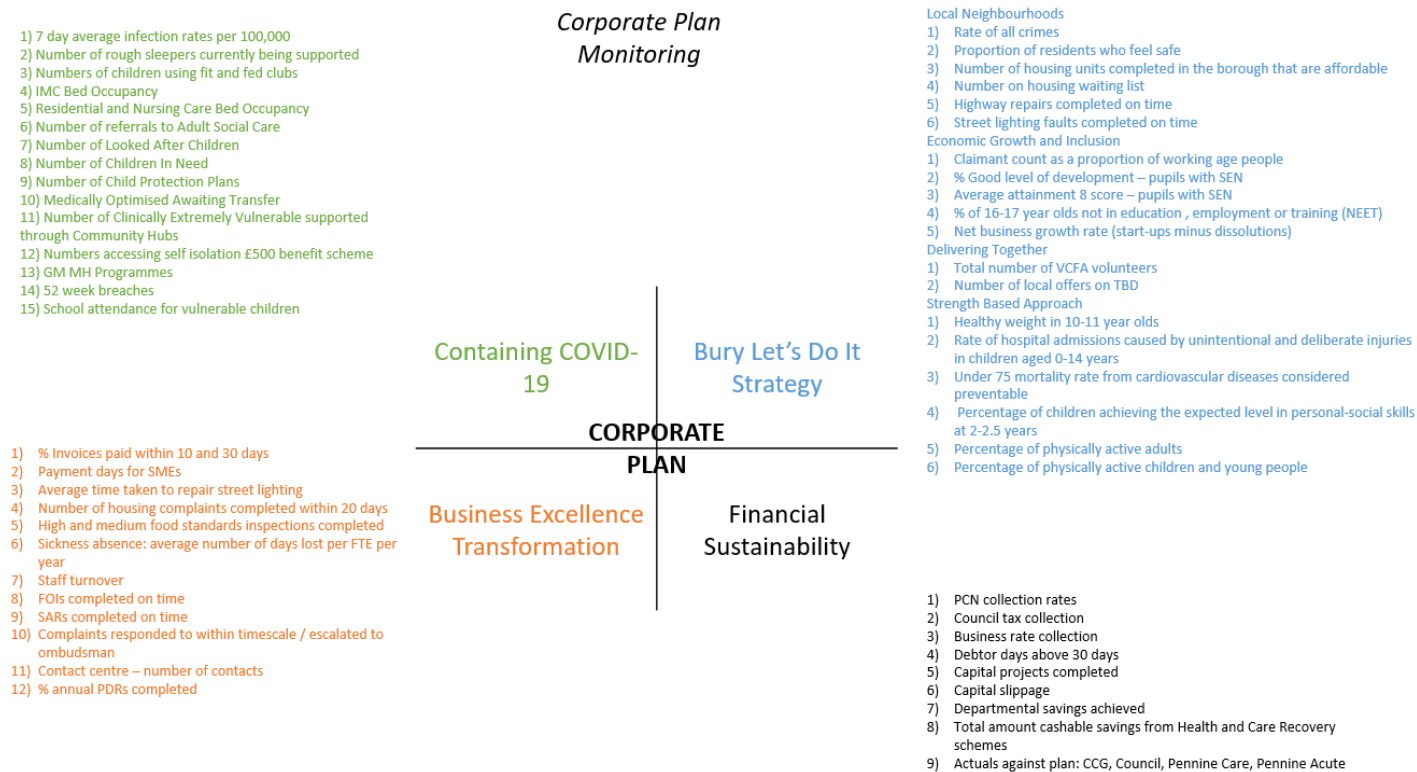 Corporate Plan
Monitoring
1) 7 day average infection rates per 100,000
2) Number of rough sleepers currently being supported
3) Numbers of children using fit and fed clubs
4) IMC Bed Occupancy
5) Residential and Nursing Care Bed Occupancy
6) Number of referrals to Adult Social Care
7) Number of Looked After Children
8) Number of Children In Need
9) Number of Child Protection Plans
10) Medically Optimised Awaiting Transfer
11) Number of Clinically Extremely Vulnerable supported
through Community Hubs
12) Numbers accessing self isolation £500 benefit scheme
13) GM MH Programmes
14) 52 week breaches
15) School attendance for vulnerable children
Local Neighbourhoods
1) Rate of all crimes
2) Proportion of residents who feel safe
3) Number of housing units completed in the borough that are affordable
4) Number on housing waiting list
5) Highway repairs completed on time
6) Street lighting faults completed on time
Economic Growth and Inclusion
1) Claimant count as a proportion of working age people
2) % Good level of development – pupils with SEN
3) Average attainment 8 score – pupils with SEN
4) % of 16-17 year olds not in education , employment or training (NEET)
5) Net business growth rate (start-ups minus dissolutions)
Delivering Together
1) Total number of VCFA volunteers
2) Number of local offers on TBD
Strength Based Approach
1) Healthy weight in 10-11 year olds
2) Rate of hospital admissions caused by unintentional and deliberate injuries
in children aged 0-14 years
3) Under 75 mortality rate from cardiovascular diseases considered
preventable
4) Percentage of children achieving the expected level in personal-social skills
at 2-2.5 years
5) Percentage of physically active adults
6) Percentage of physically active children and young people
Containing COVID-
19
Bury Let's Do It
Strategy
CORPORATE
PLAN
Business Excellence
Transformation
Financial
Sustainability
1) % Invoices paid within 10 and 30 days
2) Payment days for SMEs
3) Average time taken to repair street lighting
4) Number of housing complaints completed within 20 days
5) High and medium food standards inspections completed
6) Sickness absence: average number of days lost per FTE per
year
7) Staff turnover
8) FOIs completed on time
9) SARs completed on time
10) Complaints responded to within timescale / escalated to
ombudsman
11) Contact centre – number of contacts
12) % annual PDRs completed
1) PCN collection rates
2) Council tax collection
3) Business rate collection
4) Debtor days above 30 days
5) Capital projects completed
6) Capital slippage
7) Departmental savings achieved
8) Total amount cashable savings from Health and Care Recovery
schemes
9) Actuals against plan: CCG, Council, Pennine Care, Pennine Acute